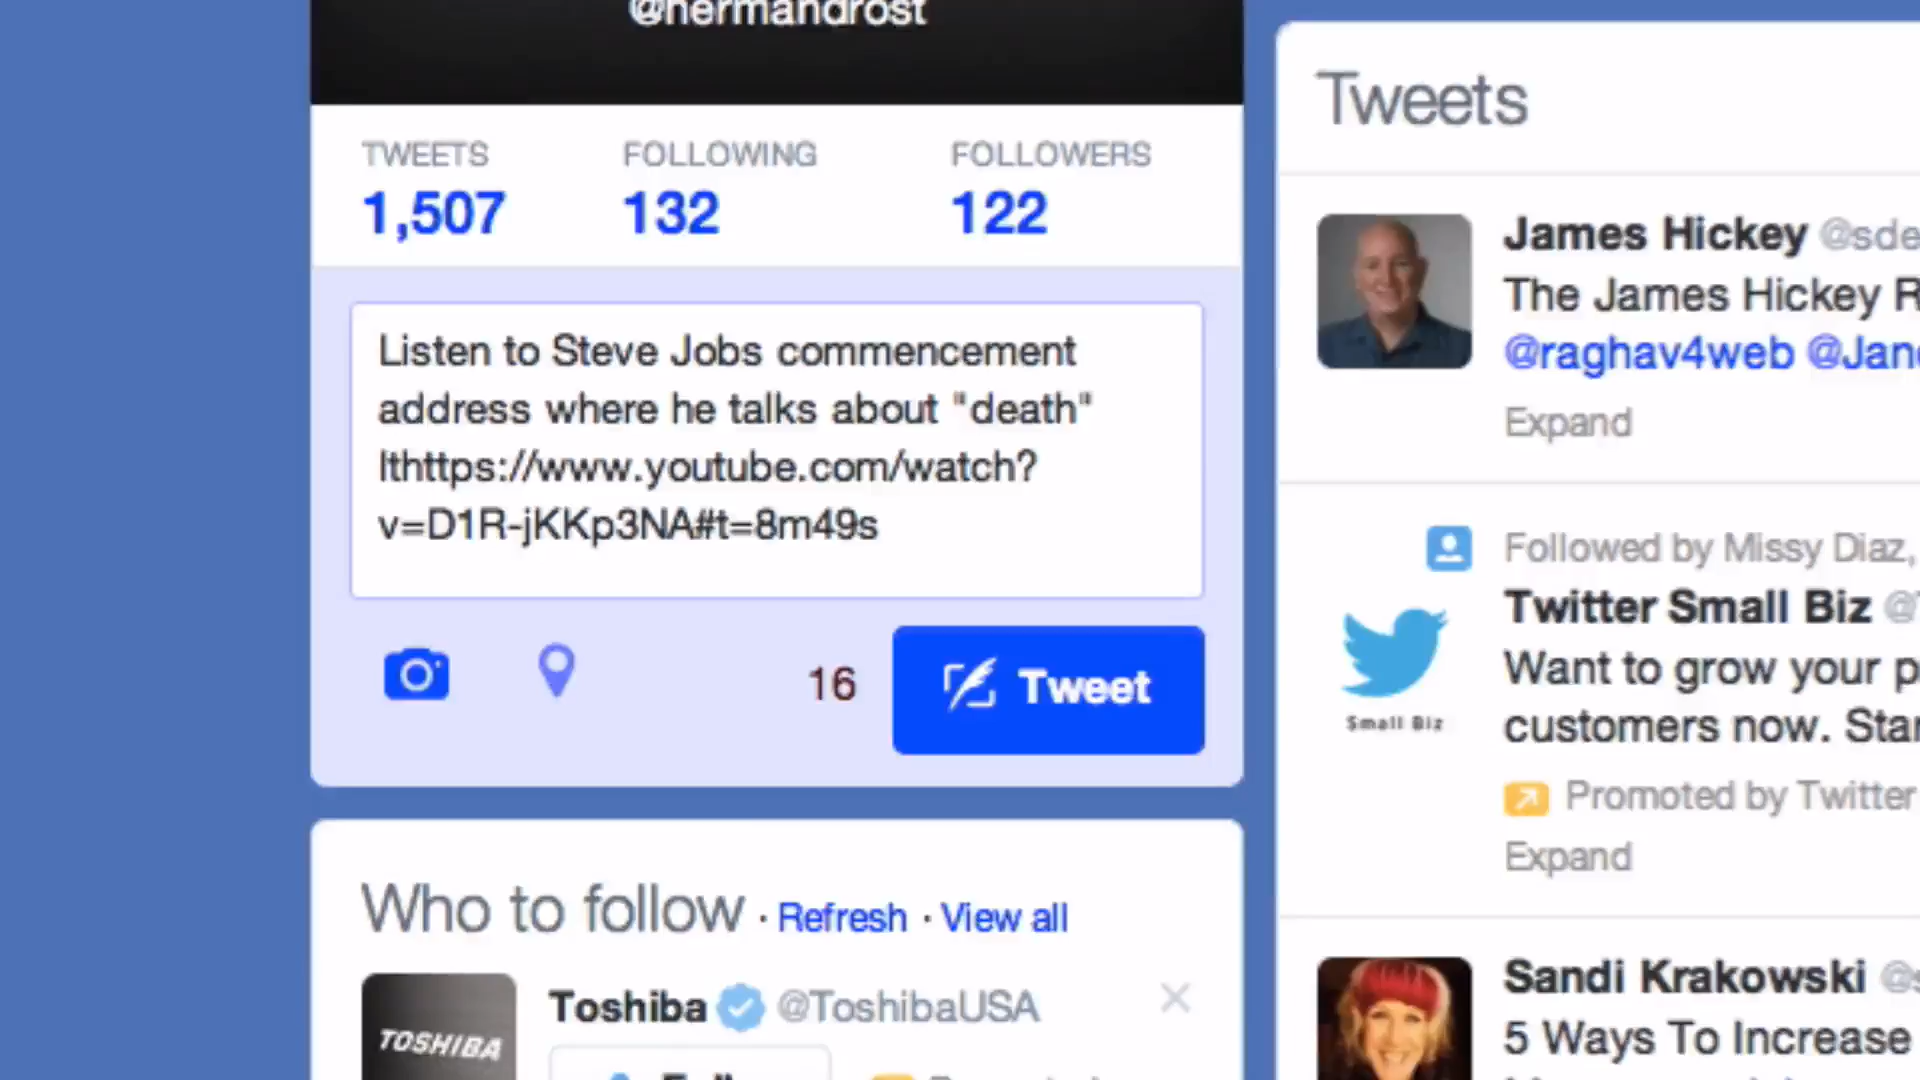 @hermandrost
TWEETS FOLLOWING FOLLOWERS
1,507 132 122
Listen to Steve Jobs commencement
address where he talks about "death"
lthttps://www.youtube.com/watch?
v=D1R-jKKp3NA#t=8m49s
16 Tweet
Who to follow · Refresh · View all
TOSHIBA
Toshiba @ToshibaUSA
Tweets
James Hickey @sde
The James Hickey R
@raghav4web @Jan
Expand
Followed by Missy Diaz,
Twitter Small Biz @
Small Biz
Want to grow your p
customers now. Star
Promoted by Twitter
Expand
Sandi Krakowski @s
5 Ways To Increase